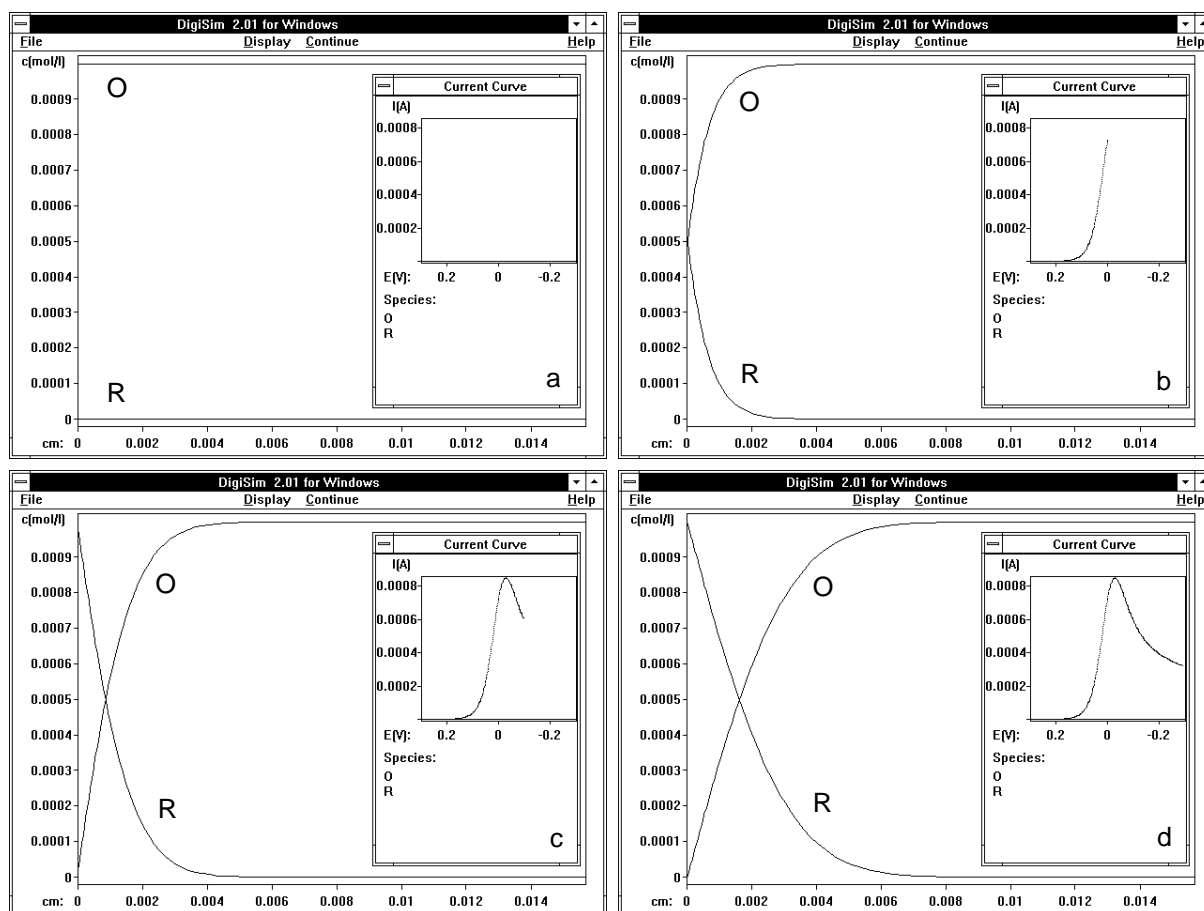 DigiSim 2.01 for Windows
File Display Continue Help
c[mol/l]
0.0009
0.0008
0.0007
0.0006
0.0005
0.0004
0.0003
0.0002
0.0001
0
cm: 0 0.002 0.004 0.006 0.008 0.01 0.012 0.014
O
R
Current Curve
I(A)
0.0008
0.0006
0.0004
0.0002
E(V): 0.2 0 -0.2
Species:
O
R
a
DigiSim 2.01 for Windows
File Display Continue Help
c[mol/l]
0.0009
0.0008
0.0007
0.0006
0.0005
0.0004
0.0003
0.0002
0.0001
0
cm: 0 0.002 0.004 0.006 0.008 0.01 0.012 0.014
O
R
Current Curve
I(A)
0.0008
0.0006
0.0004
0.0002
E(V): 0.2 0 -0.2
Species:
O
R
b
DigiSim 2.01 for Windows
File Display Continue Help
c[mol/l]
0.0009
0.0008
0.0007
0.0006
0.0005
0.0004
0.0003
0.0002
0.0001
0
cm: 0 0.002 0.004 0.006 0.008 0.01 0.012 0.014
O
R
Current Curve
I(A)
0.0008
0.0006
0.0004
0.0002
E(V): 0.2 0 -0.2
Species:
O
R
c
DigiSim 2.01 for Windows
File Display Continue Help
c[mol/l]
0.0009
0.0008
0.0007
0.0006
0.0005
0.0004
0.0003
0.0002
0.0001
0
cm: 0 0.002 0.004 0.006 0.008 0.01 0.012 0.014
O
R
Current Curve
I(A)
0.0008
0.0006
0.0004
0.0002
E(V): 0.2 0 -0.2
Species:
O
R
d